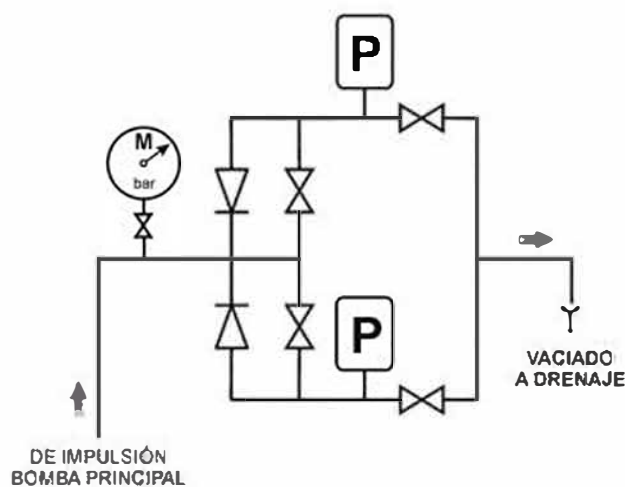 P
M
bar
P
VACIADO
A DRENAJE
DE IMPULSIÓN
BOMBA PRINCIPAL